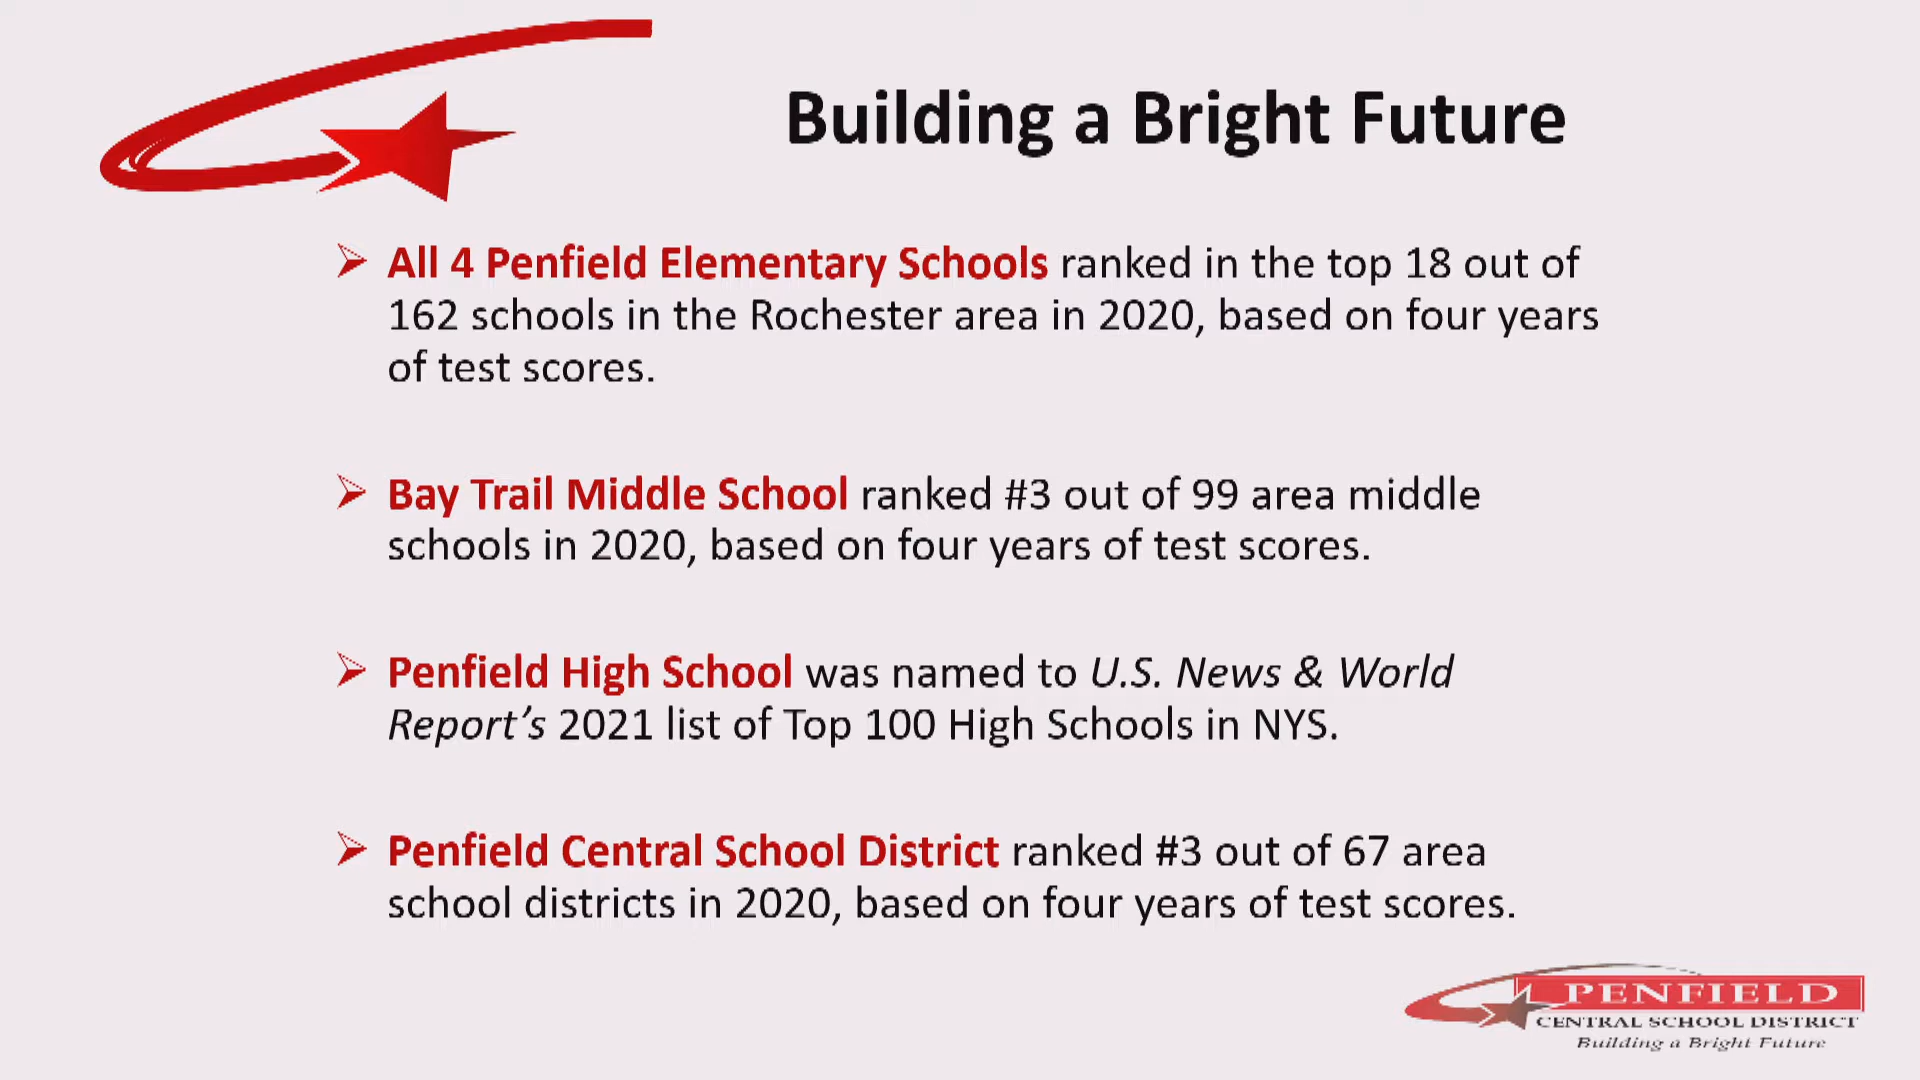 Building a Bright Future
All 4 Penfield Elementary Schools ranked in the top 18 out of
162 schools in the Rochester area in 2020, based on four years
of test scores.
Bay Trail Middle School ranked #3 out of 99 area middle
schools in 2020, based on four years of test scores.
Penfield High School was named to U.S. News & World
Report’s 2021 list of Top 100 High Schools in NYS.
Penfield Central School District ranked #3 out of 67 area
school districts in 2020, based on four years of test scores.
PENFIELD
CENTRAL SCHOOL DISTRICT
Building a Bright Future